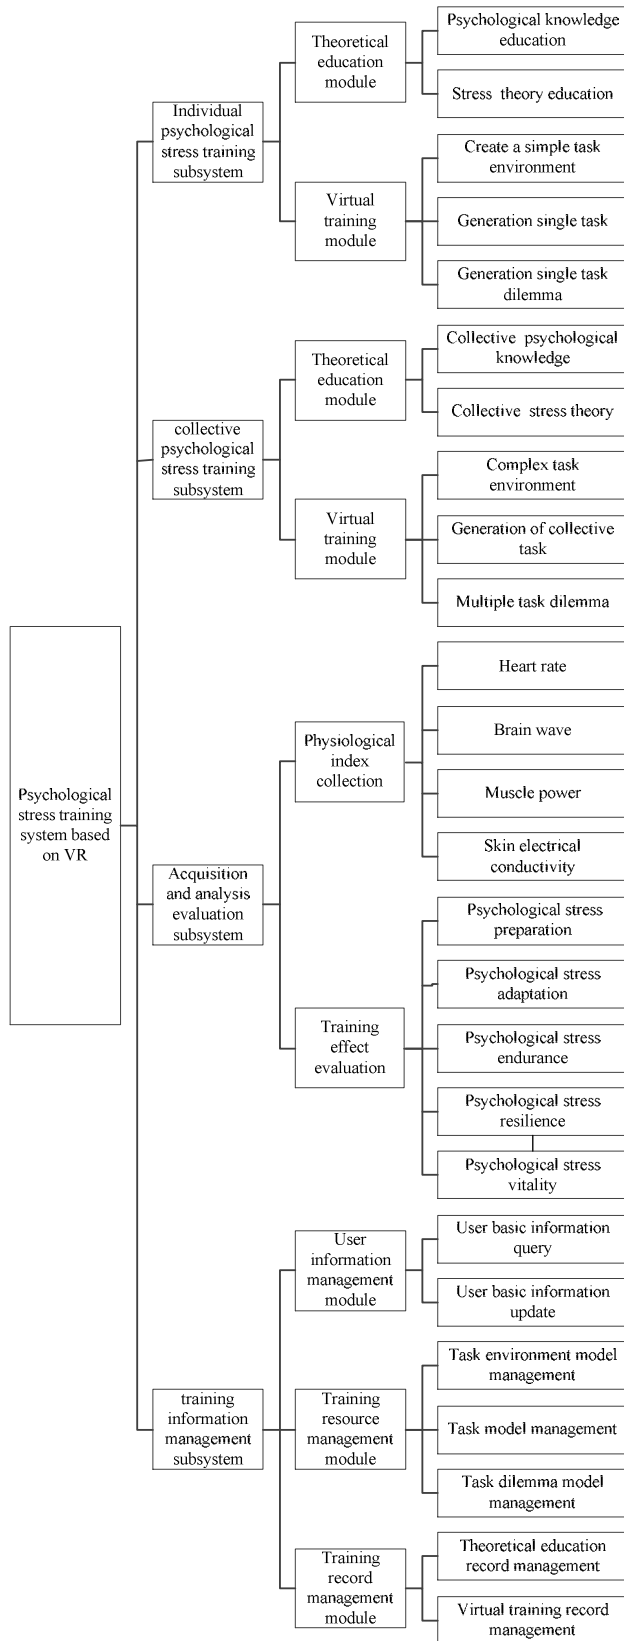 Psychological
stress training
system based
on VR
Individual
psychological
stress training
subsystem
Theoretical
education
module
Psychological knowledge
education
Stress theory education
Virtual
training
module
Create a simple task
environment
Generation single task
Generation single task
dilemma
collective
psychological
stress training
subsystem
Theoretical
education
module
Collective psychological
knowledge
Collective stress theory
Virtual
training
module
Complex task
environment
Generation of collective
task
Multiple task dilemma
Acquisition
and analysis
evaluation
subsystem
Physiological
index
collection
Heart rate
Brain wave
Muscle power
Skin electrical
conductivity
Training
effect
evaluation
Psychological stress
preparation
Psychological stress
adaptation
Psychological stress
endurance
Psychological stress
resilience
Psychological stress
vitality
training
information
management
subsystem
User
information
management
module
User basic information
query
User basic information
update
Training
resource
management
module
Task environment model
management
Task model management
Task dilemma model
management
Training
record
management
module
Theoretical education
record management
Virtual training record
management